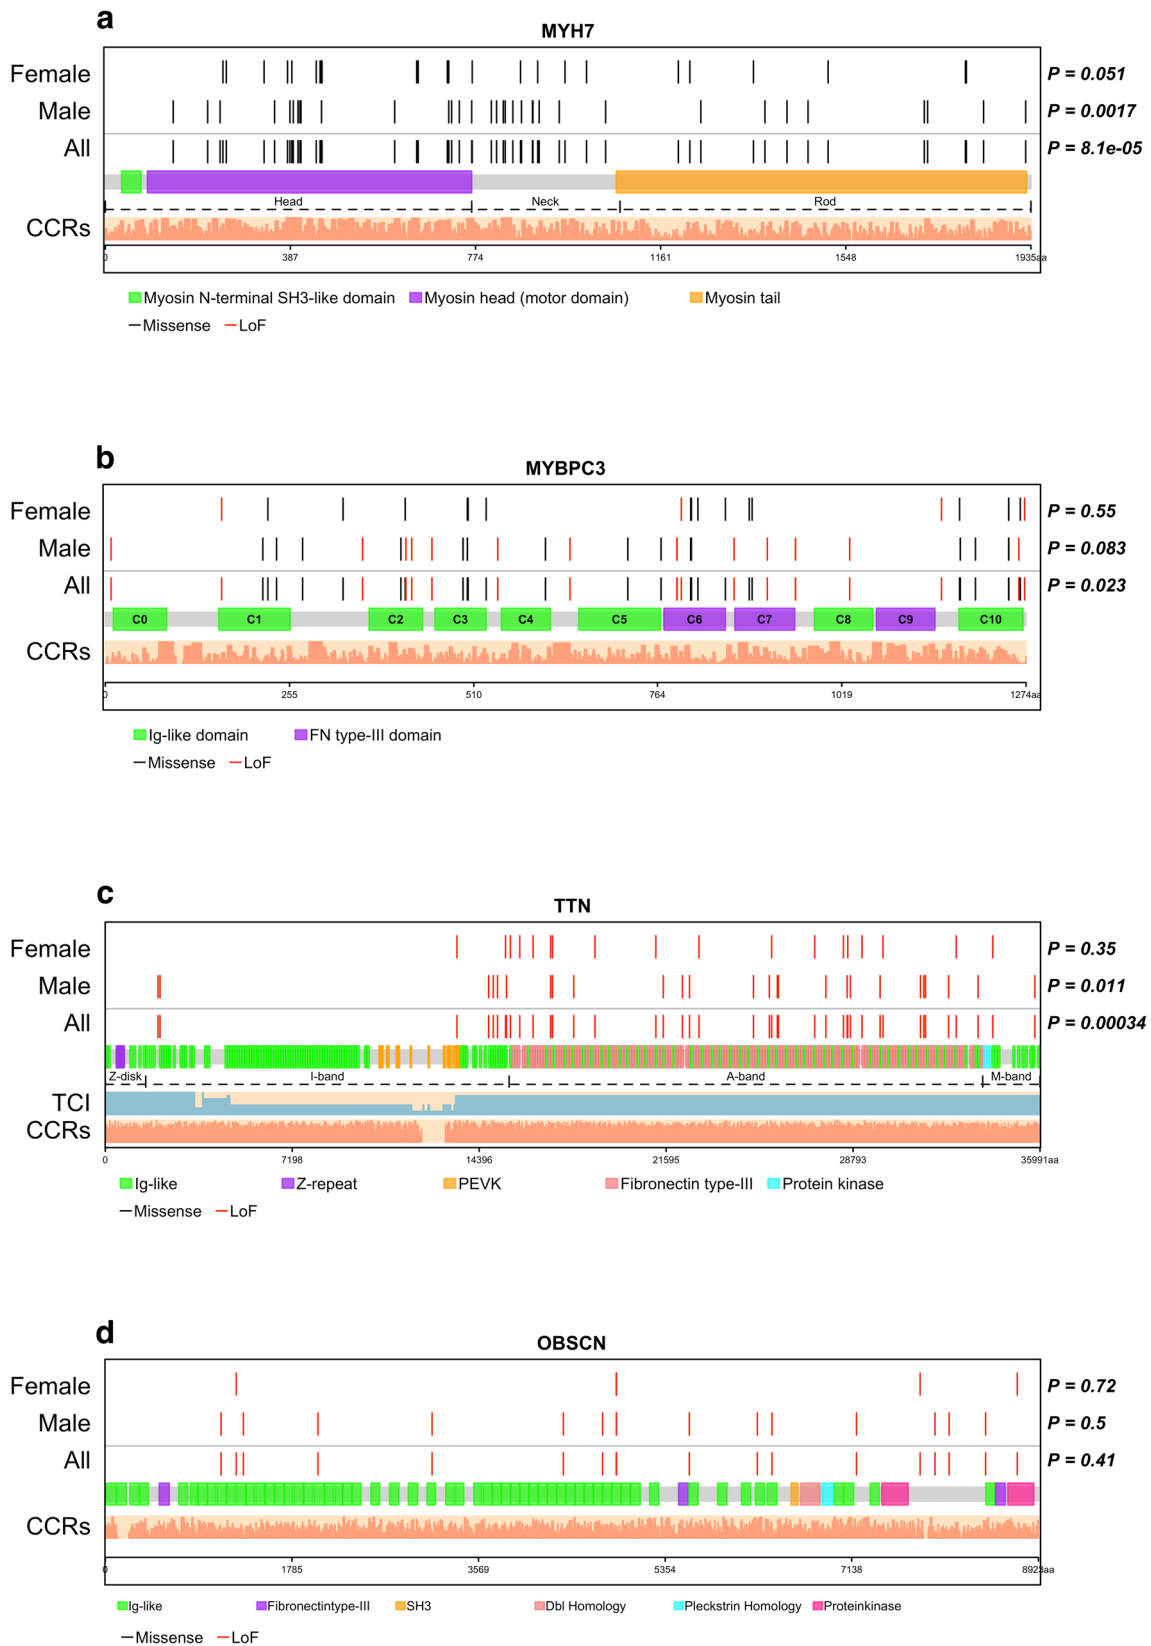 a
MYH7
Female P = 0.051
Male P = 0.0017
All P = 8.1e-05
Head Neck Rod
CCRs
0 387 774 1161 1548 1935aa
Myosin N-terminal SH3-like domain Myosin head (motor domain) Myosin tail
Missense LoF
b
MYBPC3
Female P = 0.55
Male P = 0.083
All P = 0.023
C0 C1 C2 C3 C4 C5 C6 C7 C8 C9 C10
CCRs
0 255 510 764 1019 1274aa
Ig-like domain FN type-III domain
Missense LoF
c
TTN
Female P = 0.35
Male P = 0.011
All P = 0.00034
Z-disk I-band A-band M-band
TCI
CCRs
0 7198 14396 21595 28793 35991aa
Ig-like Z-repeat PEVK Fibronectin type-III Protein kinase
Missense LoF
d
OBSCN
Female P = 0.72
Male P = 0.5
All P = 0.41
CCRs
0 1785 3569 5354 7138 8923aa
Ig-like Fibronectintype-III SH3 Dbl Homology Pleckstrin Homology Proteinkinase
Missense LoF